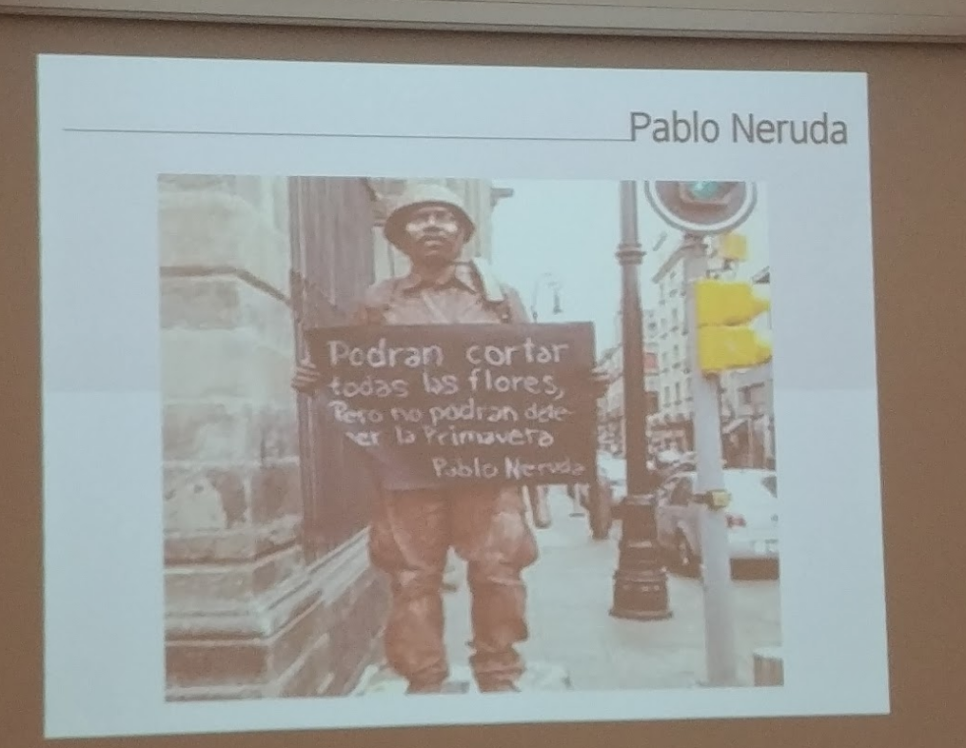 Pablo Neruda
Podran cortar
todas las flores,
Pero no podran dete-
ner la Primavera
Pablo Neruda